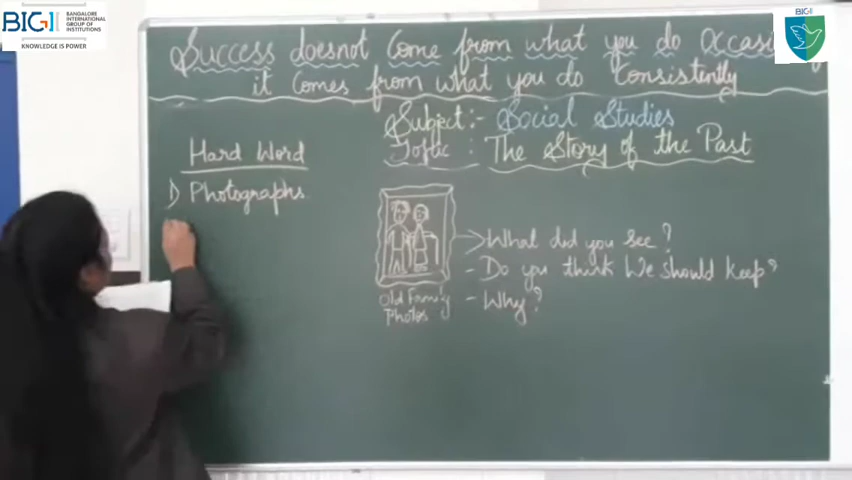 BIGI
BANGALORE
INTERNATIONAL
GROUP OF
INSTITUTIONS
KNOWLEDGE IS POWER
BIGI
Success doesnot Come from what you do
it Comes from what you do Consistently
Subject:- Social Studies
Topic : The Story of the Past
Hard Word
1) Photographs
What did you see?
- Do you think We should keep?
- Why?
Old Family
Photos